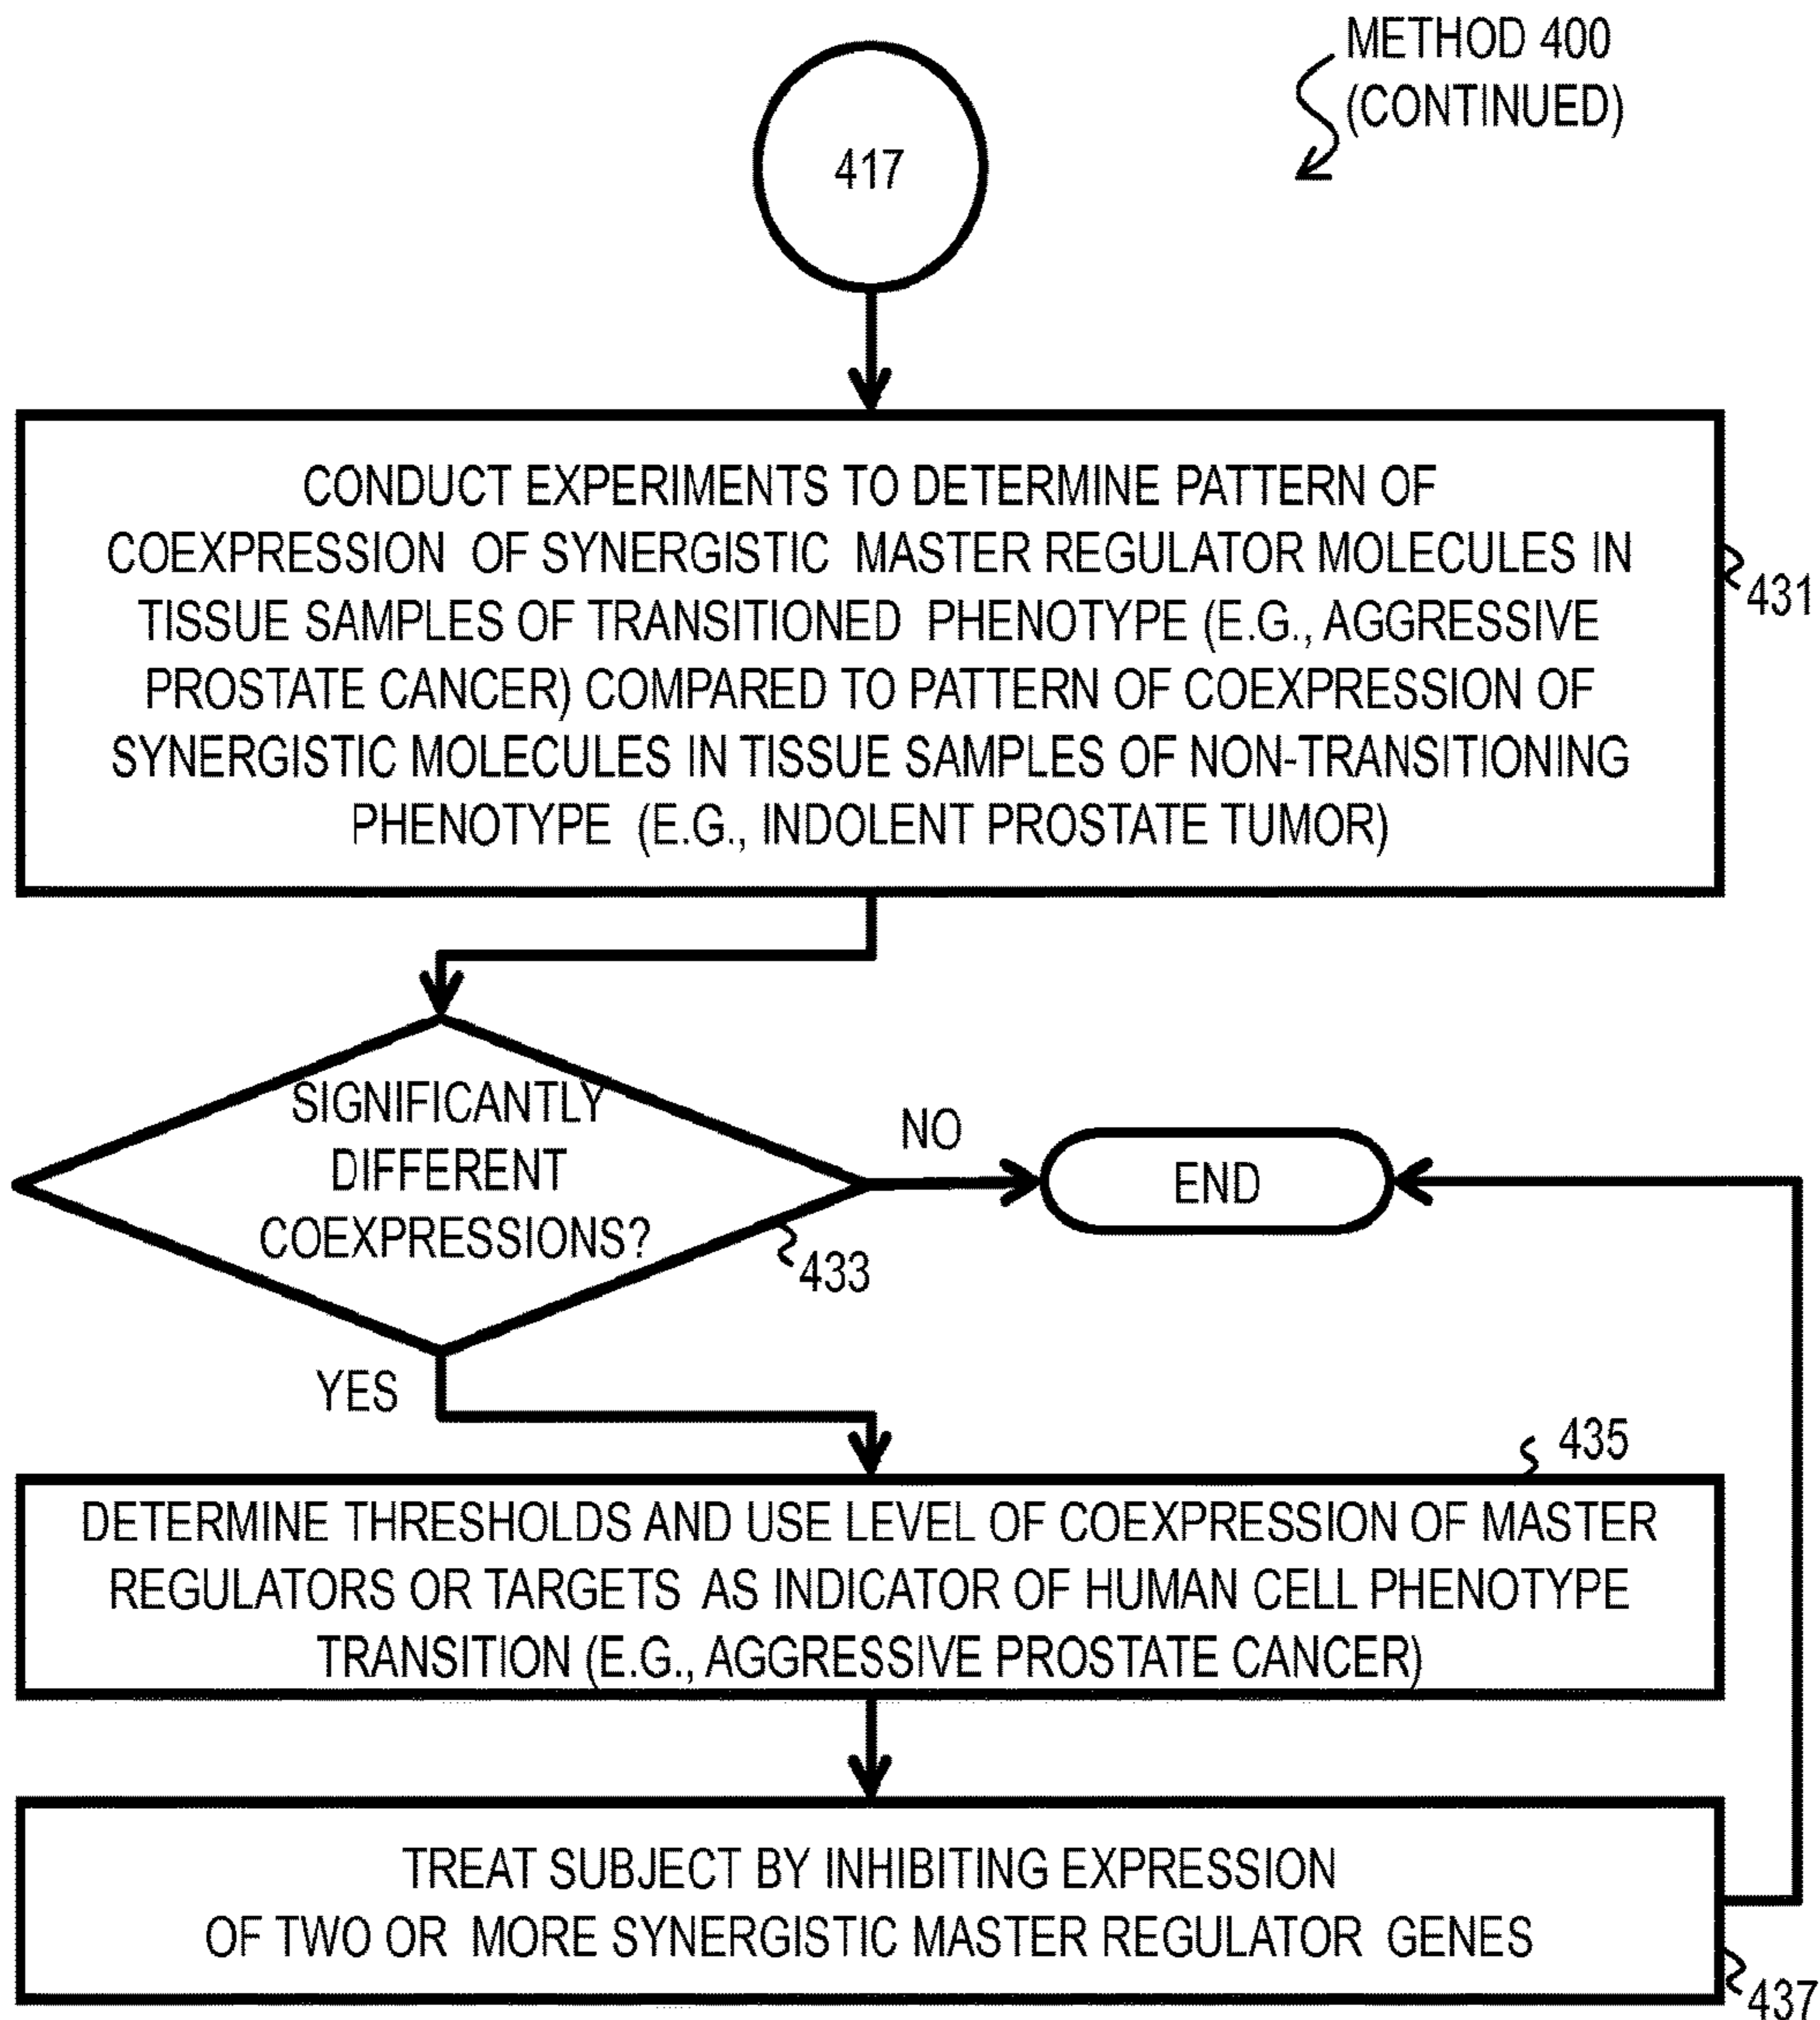 METHOD 400
(CONTINUED)
417
CONDUCT EXPERIMENTS TO DETERMINE PATTERN OF
COEXPRESSION OF SYNERGISTIC MASTER REGULATOR MOLECULES IN
TISSUE SAMPLES OF TRANSITIONED PHENOTYPE (E.G., AGGRESSIVE
PROSTATE CANCER) COMPARED TO PATTERN OF COEXPRESSION OF
SYNERGISTIC MOLECULES IN TISSUE SAMPLES OF NON-TRANSITIONING
PHENOTYPE (E.G., INDOLENT PROSTATE TUMOR)
431
SIGNIFICANTLY
DIFFERENT
COEXPRESSIONS?
433
NO
END
YES
435
DETERMINE THRESHOLDS AND USE LEVEL OF COEXPRESSION OF MASTER
REGULATORS OR TARGETS AS INDICATOR OF HUMAN CELL PHENOTYPE
TRANSITION (E.G., AGGRESSIVE PROSTATE CANCER)
TREAT SUBJECT BY INHIBITING EXPRESSION
OF TWO OR MORE SYNERGISTIC MASTER REGULATOR GENES
437